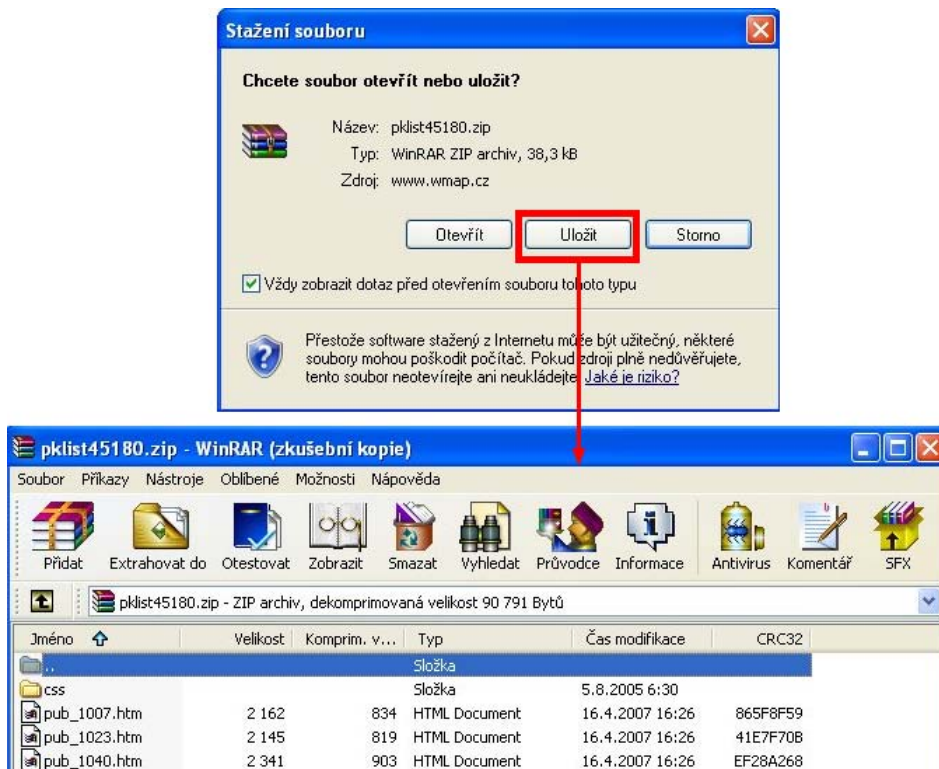 Stažení souboru
Chcete soubor otevřít nebo uložit?
Název: pklist45180.zip
Typ: WinRAR ZIP archiv, 38,3 kB
Zdroj: www.wmap.cz
Otevřít Uložit Storno
Vždy zobrazit dotaz před otevřením souboru tohoto typu
Přestože software stažený z Internetu může být užitečný, některé
soubory mohou poškodit počítač. Pokud zdroji plně nedůvěřujete,
tento soubor neotevírejte ani neukládejte. Jaké je riziko?
pklist45180.zip - WinRAR (zkušební kopie)
Soubor Příkazy Nástroje Oblíbené Možnosti Nápověda
Přidat Extrahovat do Otestovat Zobrazit Smazat Vyhledat Průvodce Informace Antivirus Komentář SFX
pklist45180.zip - ZIP archiv, dekomprimovaná velikost 90 791 Bytů
Jméno Velikost Komprim. v... Typ Čas modifikace CRC32
.. Složka
css Složka 5.8.2005 6:30
pub_1007.htm 2 162 834 HTML Document 16.4.2007 16:26 865F8F59
pub_1023.htm 2 145 819 HTML Document 16.4.2007 16:26 41E7F70B
pub_1040.htm 2 341 903 HTML Document 16.4.2007 16:26 EF28A268